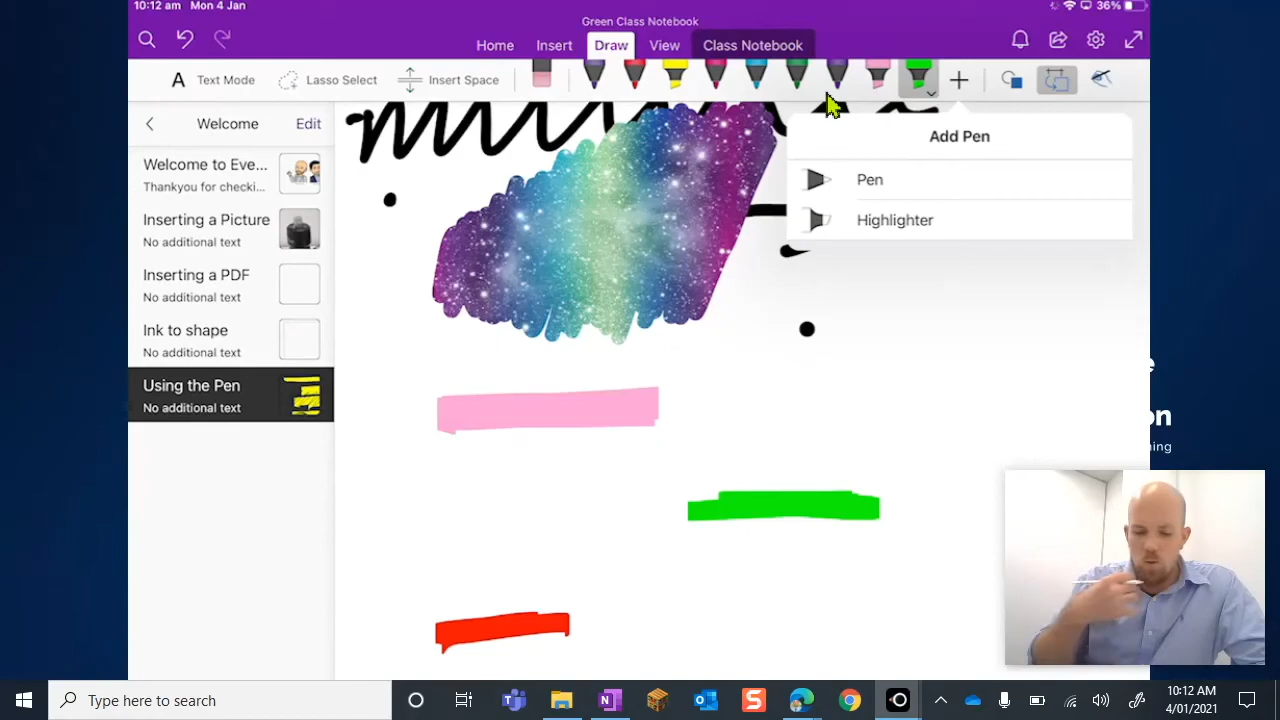 10:12 am Mon 4 Jan
36%
Green Class Notebook
Home Insert Draw View Class Notebook
A Text Mode Lasso Select Insert Space
Welcome Edit
Welcome to Eve...
Thankyou for checki...
Inserting a Picture
No additional text
Inserting a PDF
No additional text
Ink to shape
No additional text
Using the Pen
No additional text
Add Pen
Pen
Highlighter
e
on
ning
Type here to search
10:12 AM
4/01/2021